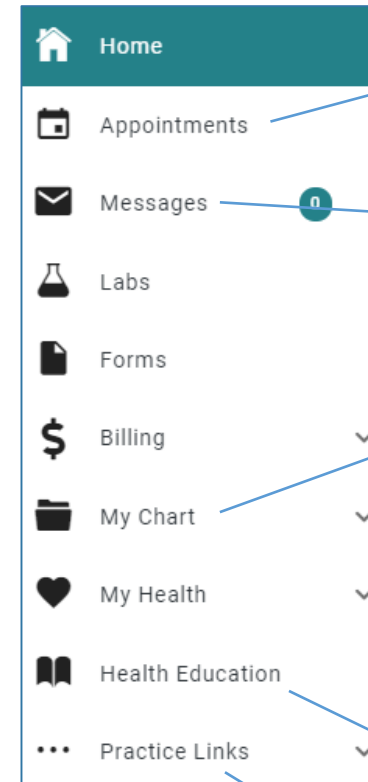 Home
Appointments
Messages 0
Labs
Forms
Billing
My Chart
My Health
Health Education
Practice Links